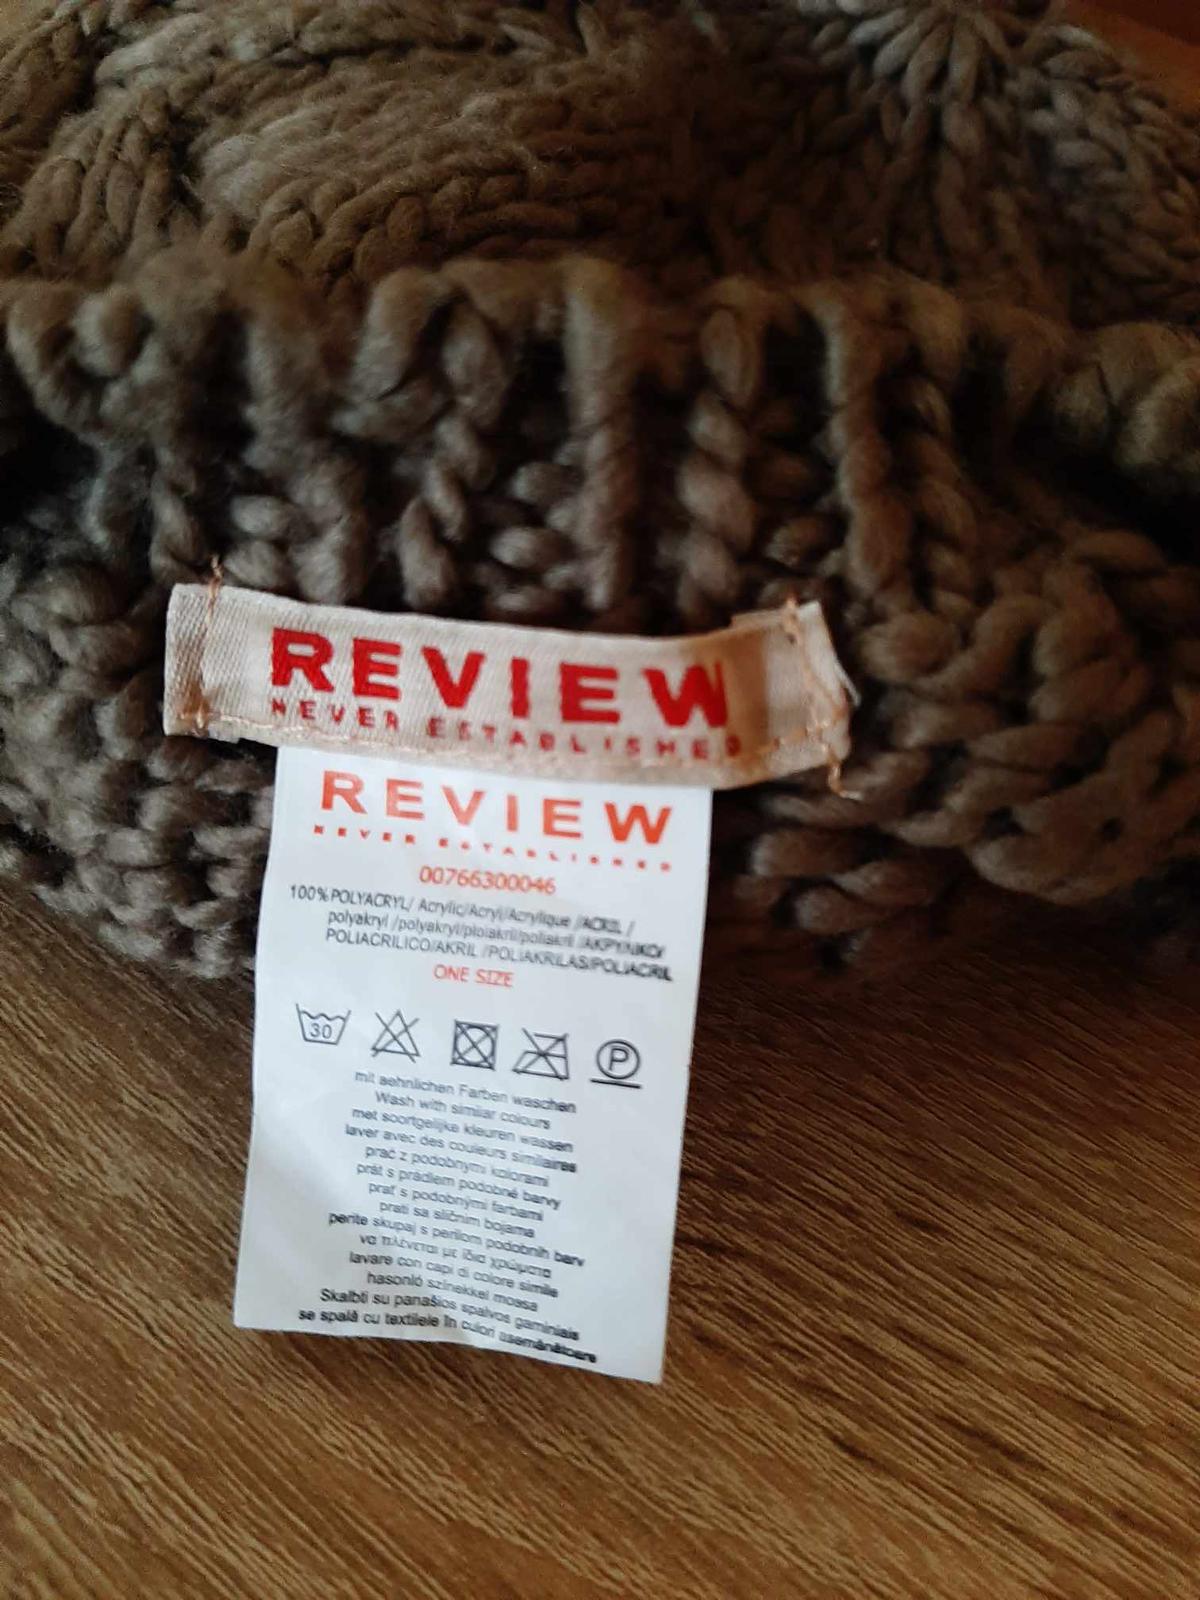 REVIEW
NEVER ESTABLISHED
REVIEW
NEVER ESTABLISHED
00766300046
100% POLYACRYL/ Acrylic/Acryl/Acrylique /ACRIL /
polyakryl /polyakryl/ploiakril/poliakril /AKPYΛIKO/
POLIACRILICO/AKRIL /POLIAKRILAS/POLIACRIL
ONE SIZE
30
P
mit aehnlichen Farben waschen
Wash with similar colours
met soortgelijke kleuren wassen
laver avec des couleurs similaires
prać z podobnymi kolorami
prát s prádlem podobné barvy
prať s podobnými farbami
prati sa sličnim bojama
perite skupaj s perilom podobnih barv
να πλένεται με ίδια χρώματα
lavare con capi di colore simile
hasonló színekkel mossa
Skalbti su panašios spalvos gaminiais
se spală cu textilele în culori asemănătoare